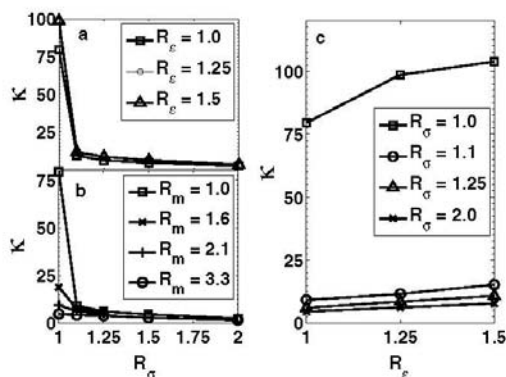 100
75
50
25
κ
a
R_ε = 1.0
R_ε = 1.25
R_ε = 1.5
75
50
25
0
κ
b
R_m = 1.0
R_m = 1.6
R_m = 2.1
R_m = 3.3
1 1.25 1.5 1.75 2
R_σ
c
100
75
50
25
0
κ
R_σ = 1.0
R_σ = 1.1
R_σ = 1.25
R_σ = 2.0
1 1.25 1.5
R_ε